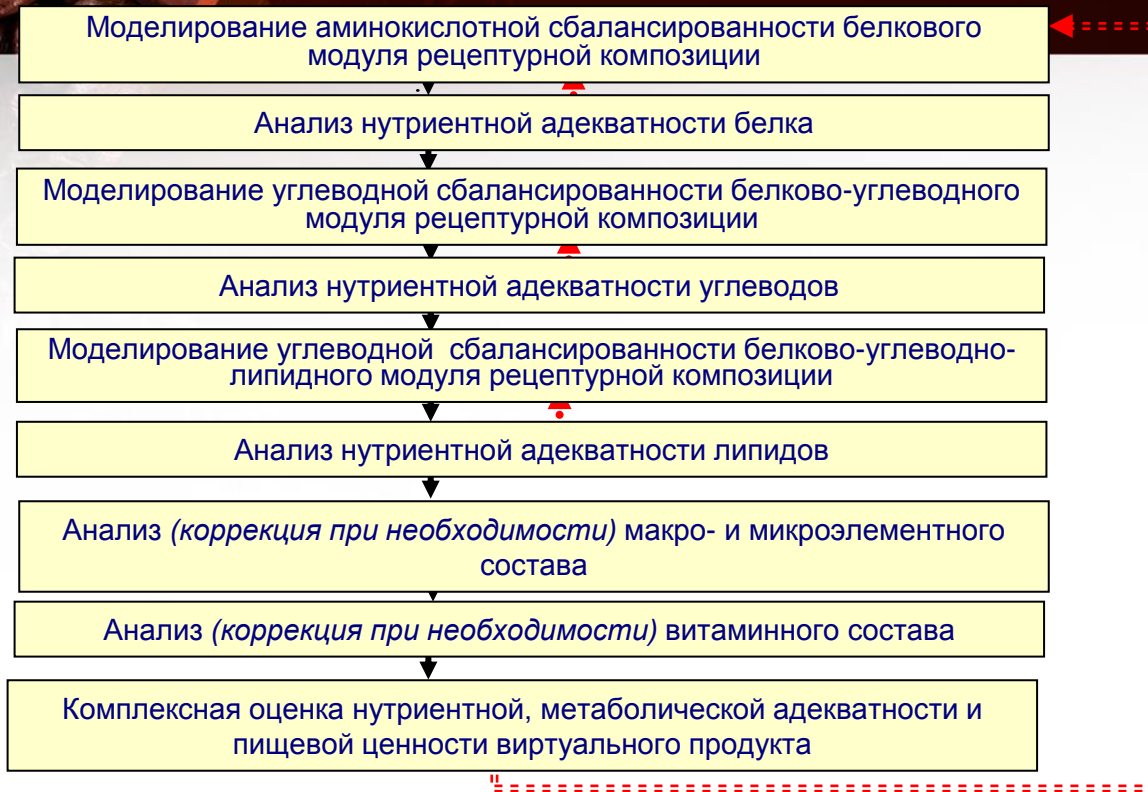 Моделирование аминокислотной сбалансированности белкового
модуля рецептурной композиции
Анализ нутриентной адекватности белка
Моделирование углеводной сбалансированности белково-углеводного
модуля рецептурной композиции
Анализ нутриентной адекватности углеводов
Моделирование углеводной сбалансированности белково-углеводно-
липидного модуля рецептурной композиции
Анализ нутриентной адекватности липидов
Анализ (коррекция при необходимости) макро- и микроэлементного
состава
Анализ (коррекция при необходимости) витаминного состава
Комплексная оценка нутриентной, метаболической адекватности и
пищевой ценности виртуального продукта